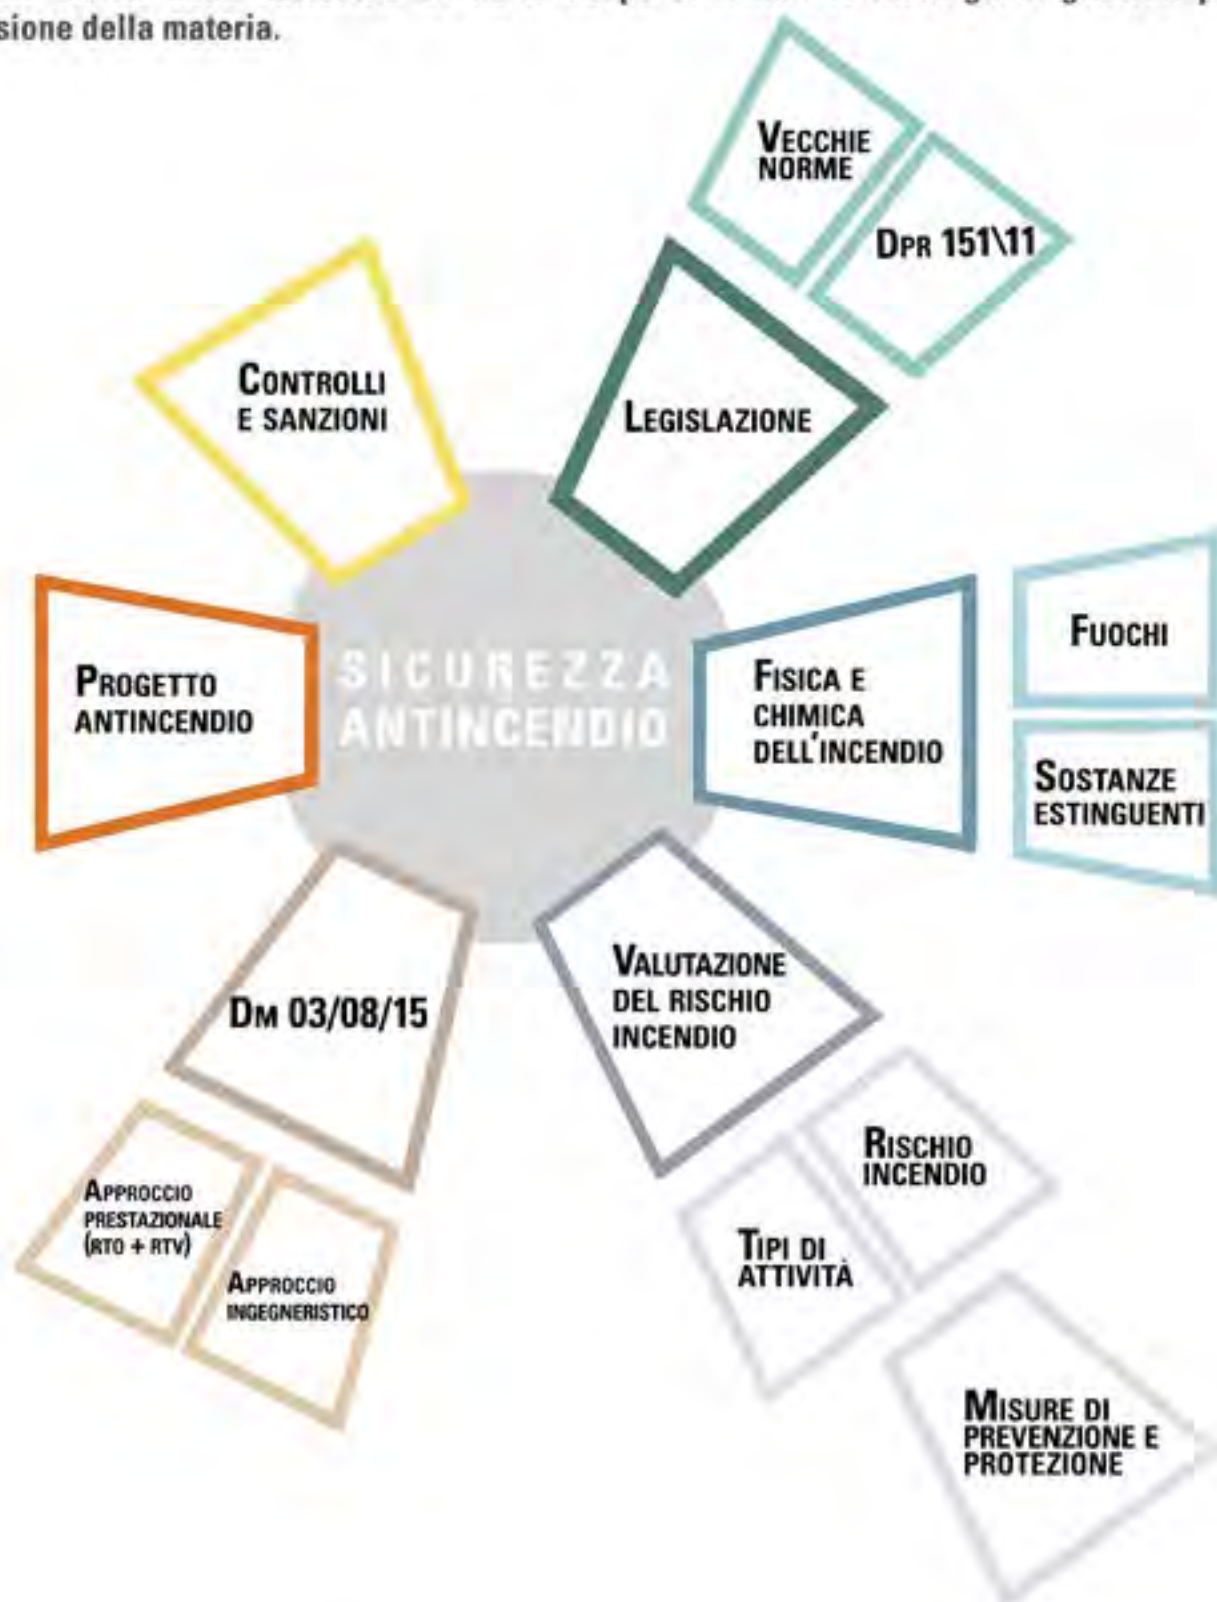 sione della materia.
VECCHIE
NORME
DPR 151\11
CONTROLLI
E SANZIONI
LEGISLAZIONE
FUOCHI
PROGETTO
ANTINCENDIO
SICUREZZA
ANTINCENDIO
FISICA E
CHIMICA
DELL'INCENDIO
SOSTANZE
ESTINGUENTI
DM 03/08/15
VALUTAZIONE
DEL RISCHIO
INCENDIO
RISCHIO
INCENDIO
APPROCCIO
PRESTAZIONALE
(RTO + RTV)
TIPI DI
ATTIVITÀ
APPROCCIO
INGEGNERISTICO
MISURE DI
PREVENZIONE E
PROTEZIONE